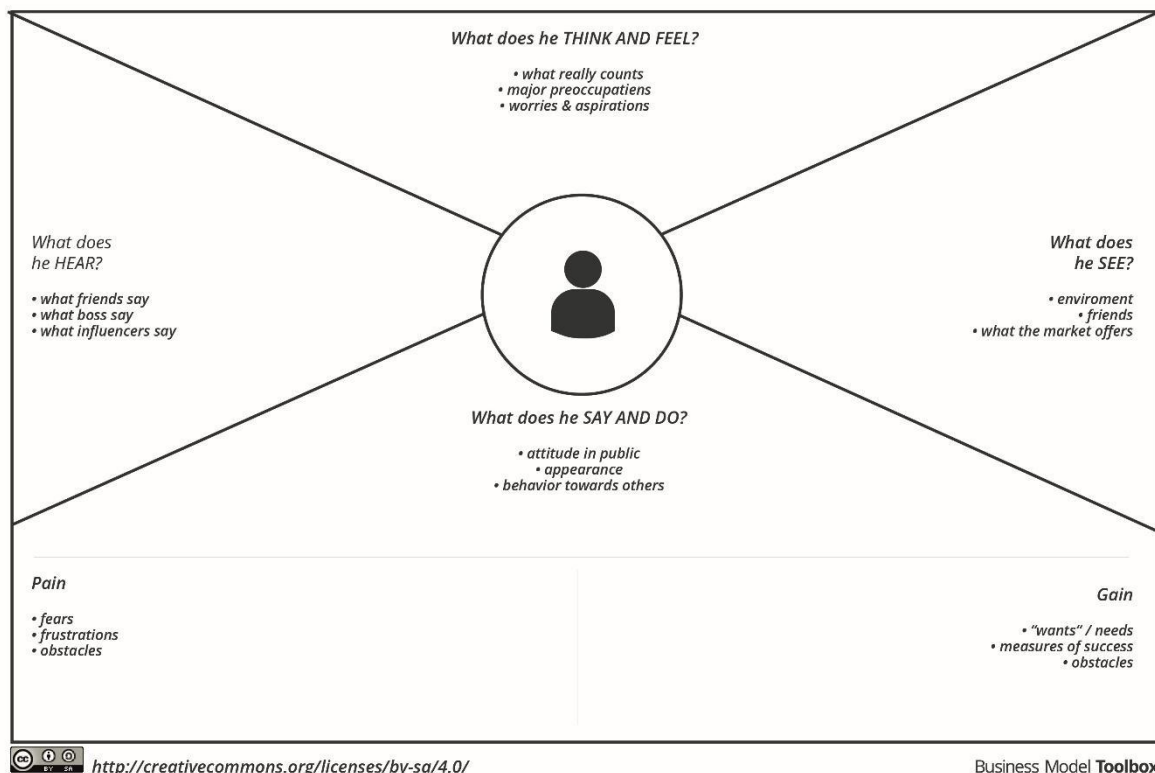 What does he THINK AND FEEL?
• what really counts
• major preoccupatiens
• worries & aspirations
What does
he HEAR?
• what friends say
• what boss say
• what influencers say
What does
he SEE?
• enviroment
• friends
• what the market offers
What does he SAY AND DO?
• attitude in public
• appearance
• behavior towards others
Pain
• fears
• frustrations
• obstacles
Gain
• “wants” / needs
• measures of success
• obstacles
cc BY SA
http://creativecommons.org/licenses/by-sa/4.0/
Business Model Toolbox